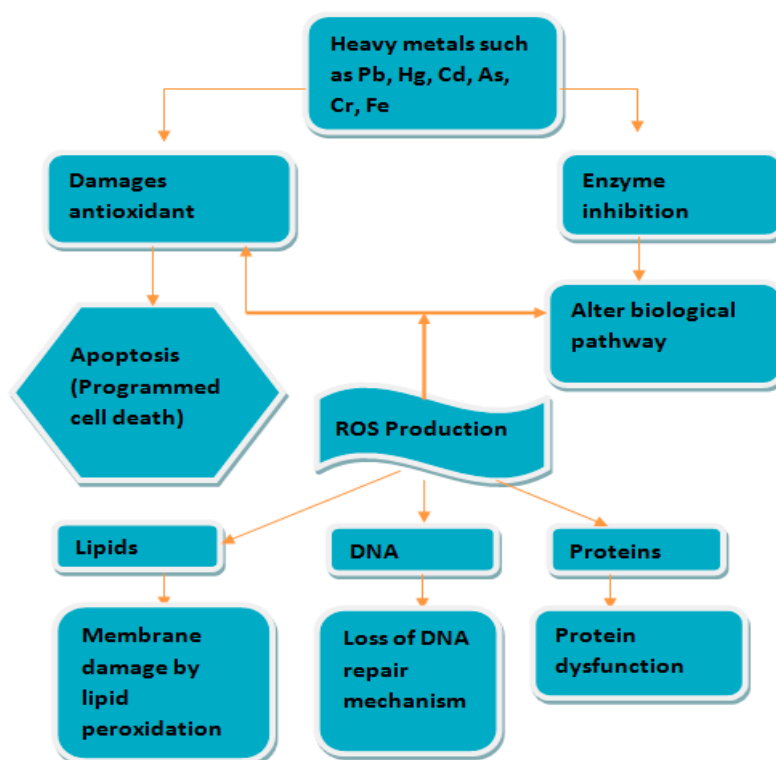 Heavy metals such
as Pb, Hg, Cd, As,
Cr, Fe
Damages
antioxidant
Enzyme
inhibition
Apoptosis
(Programmed
cell death)
Alter biological
pathway
ROS Production
Lipids
DNA
Proteins
Membrane
damage by
lipid
peroxidation
Loss of DNA
repair
mechanism
Protein
dysfunction